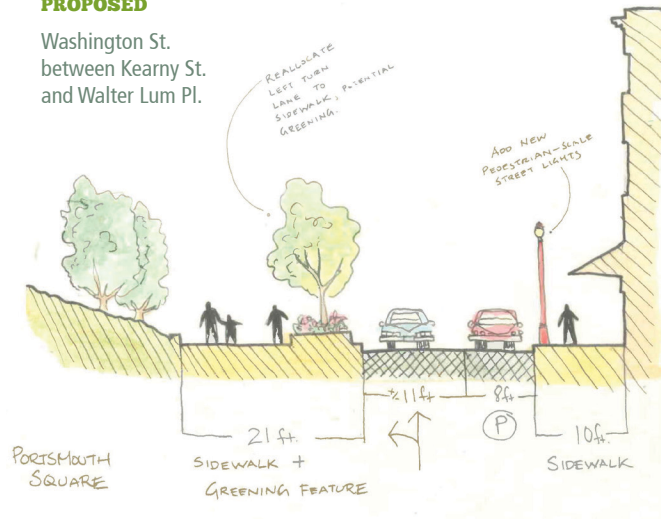 PROPOSED
Washington St.
between Kearny St.
and Walter Lum Pl.
REALLOCATE
LEFT TURN
LANE TO
SIDEWALK, POTENTIAL
GREENING.
ADD NEW
PEDESTRIAN-SCALE
STREET LIGHTS
+/- 11ft
8ft
P
21 ft.
10ft.
PORTSMOUTH
SQUARE
SIDEWALK +
GREENING FEATURE
SIDEWALK